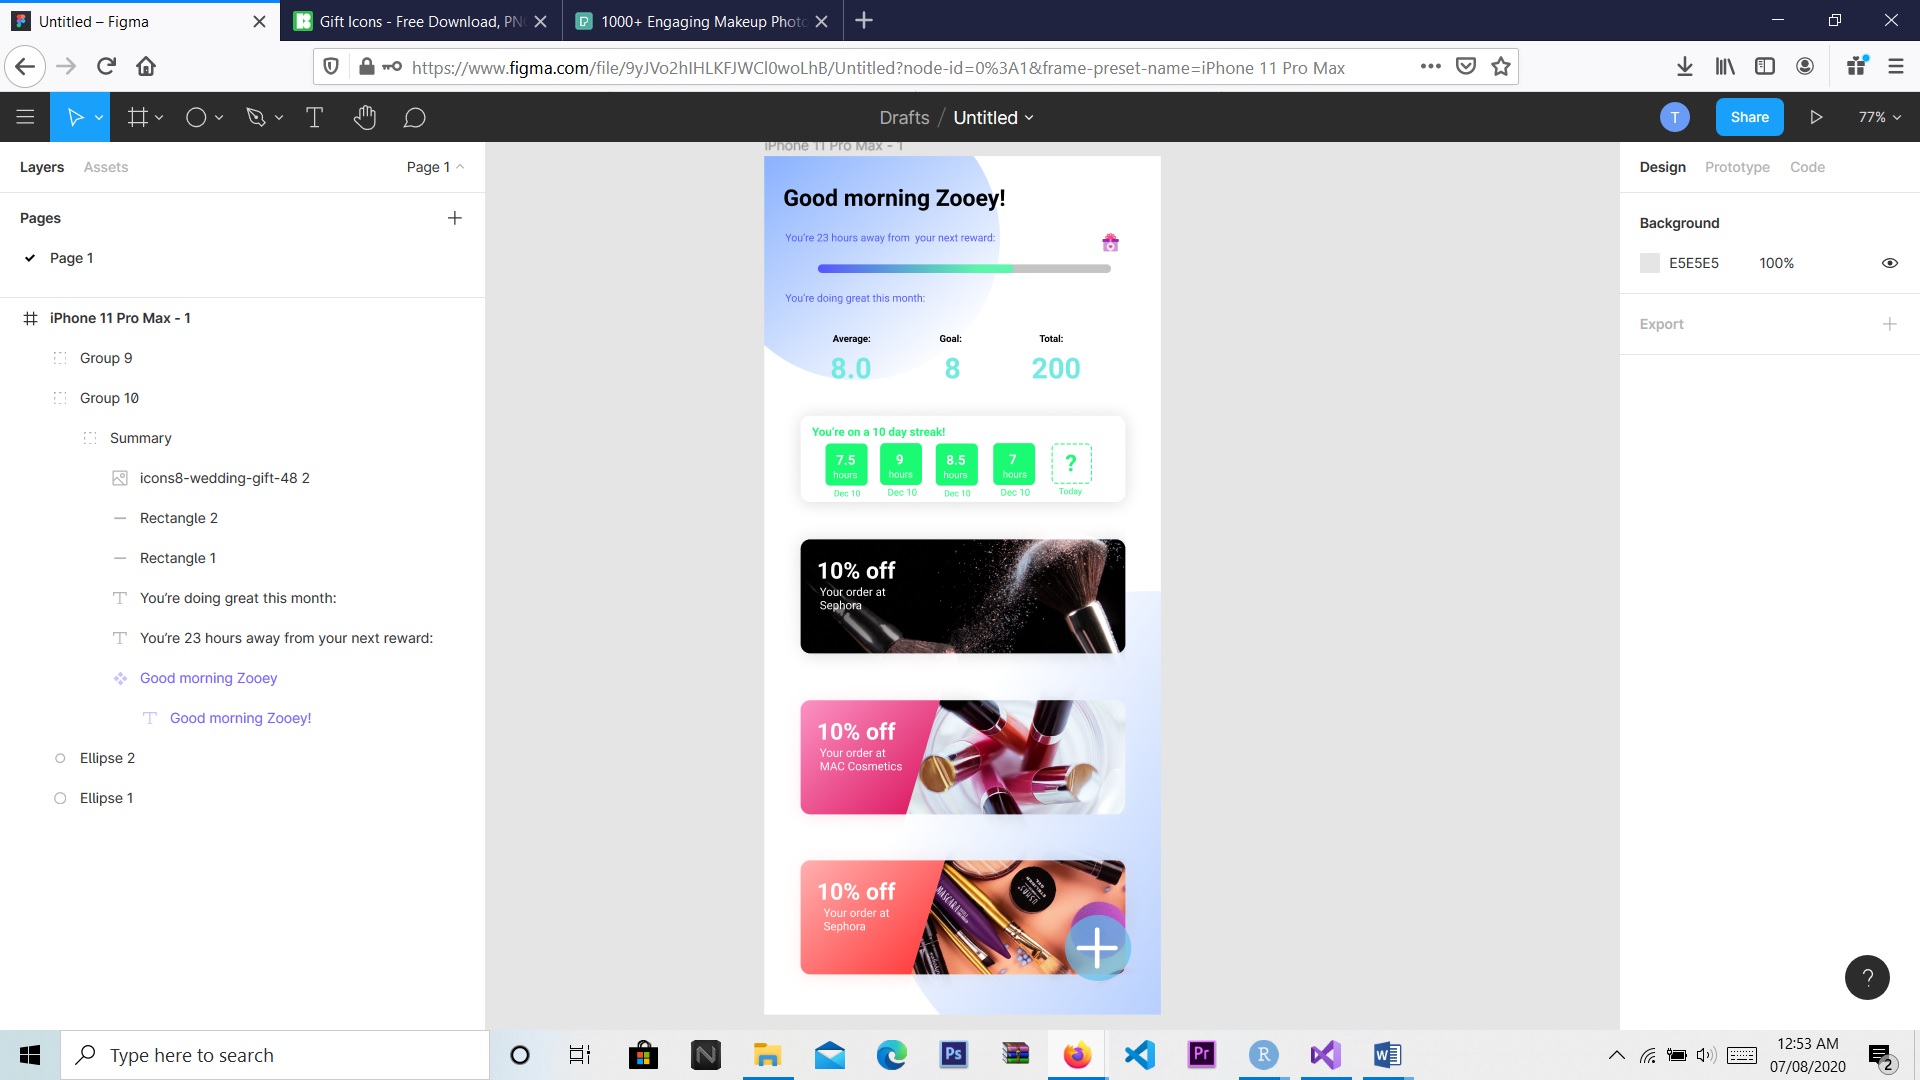 Untitled – Figma
Gift Icons - Free Download, PN
1000+ Engaging Makeup Photo
https://www.figma.com/file/9yJVo2hIHLKFJWCl0woLhB/Untitled?node-id=0%3A1&frame-preset-name=iPhone 11 Pro Max
Drafts / Untitled
T
Share
77%
Layers
Assets
Page 1
Pages
Page 1
iPhone 11 Pro Max - 1
Group 9
Group 10
Summary
icons8-wedding-gift-48 2
Rectangle 2
Rectangle 1
You're doing great this month:
You're 23 hours away from your next reward:
Good morning Zooey
Good morning Zooey!
Ellipse 2
Ellipse 1
iPhone 11 Pro Max - 1
Good morning Zooey!
You're 23 hours away from your next reward:
You're doing great this month:
Average: Goal: Total:
8.0 8 200
You're on a 10 day streak!
7.5 9 8.5 7 ?
hours hours hours hours
Dec 10 Dec 10 Dec 10 Dec 10 Today
10% off
Your order at
Sephora
10% off
Your order at
MAC Cosmetics
10% off
Your order at
Sephora
MASCARA
Design
Prototype
Code
Background
E5E5E5 100%
Export
?
Type here to search
N
Ps
Pr
R
W
12:53 AM
07/08/2020
2